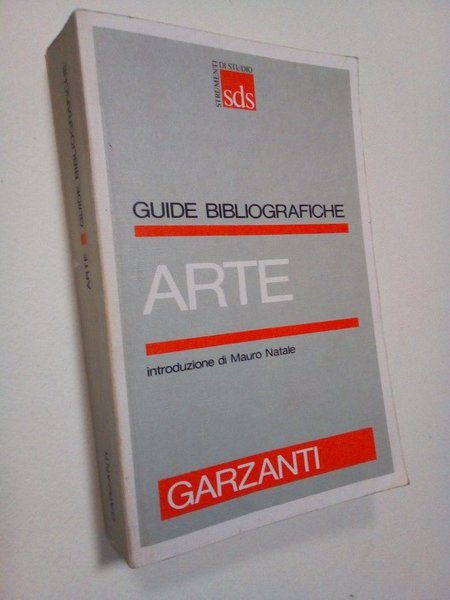 STRUMENTI
DI STUDIO
sds
GUIDE BIBLIOGRAFICHE
ARTE
introduzione di Mauro Natale
GARZANTI
ARTE GUIDE BIBLIOGRAFICHE
GARZANTI